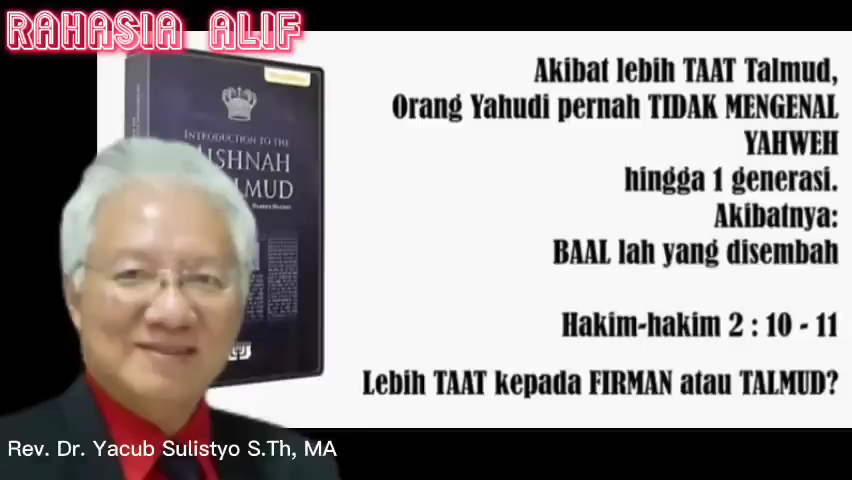 RAHASIA ALIF
Akibat lebih TAAT Talmud,
Orang Yahudi pernah TIDAK MENGENAL
YAHWEH
hingga 1 generasi.
Akibatnya:
BAAL lah yang disembah
Hakim-hakim 2 : 10 - 11
Lebih TAAT kepada FIRMAN atau TALMUD?
INTRODUCTION TO THE
Rev. Dr. Yacub Sulistyo S.Th, MA